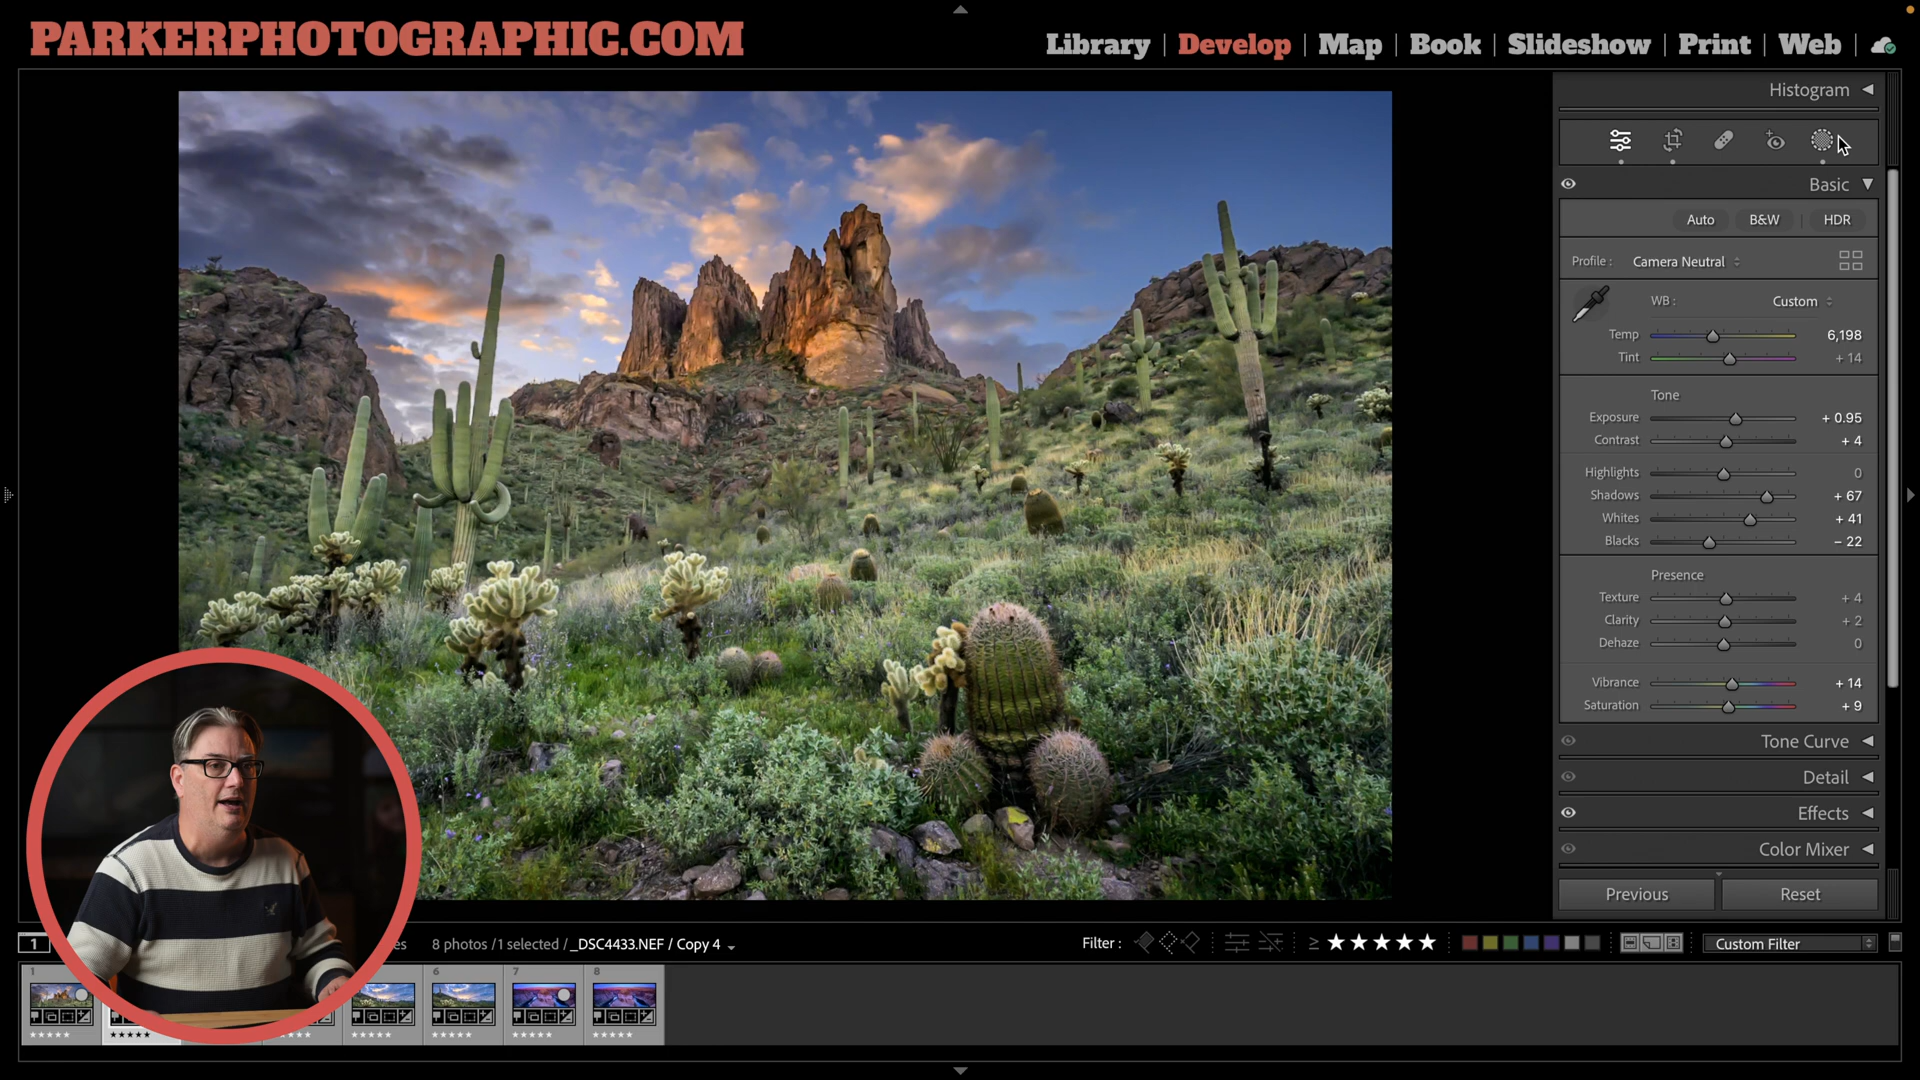 PARKERPHOTOGRAPHIC.COM
Library | Develop | Map | Book | Slideshow | Print | Web |
Histogram
Basic
Auto B&W | HDR
Profile : Camera Neutral
WB : Custom
Temp 6,198
Tint + 14
Tone
Exposure + 0.95
Contrast + 4
Highlights 0
Shadows + 67
Whites + 41
Blacks – 22
Presence
Texture + 4
Clarity + 2
Dehaze 0
Vibrance + 14
Saturation + 9
Tone Curve
Detail
Effects
Color Mixer
Previous Reset
1 8 photos /1 selected /_DSC4433.NEF / Copy 4 Filter : ≥ ★★★★★ Custom Filter
1 6 7 8